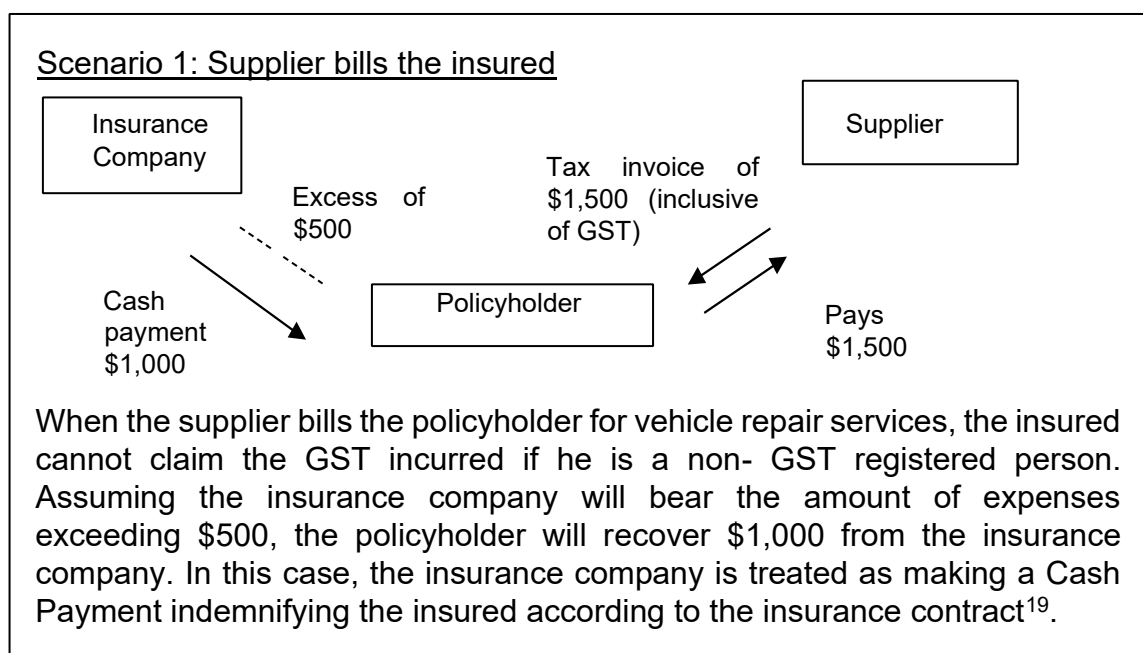 Scenario 1: Supplier bills the insured
Insurance
Company
Supplier
Excess of
$500
Tax invoice of
$1,500 (inclusive
of GST)
Cash
payment
$1,000
Policyholder
Pays
$1,500
When the supplier bills the policyholder for vehicle repair services, the insured
cannot claim the GST incurred if he is a non- GST registered person.
Assuming the insurance company will bear the amount of expenses
exceeding $500, the policyholder will recover $1,000 from the insurance
company. In this case, the insurance company is treated as making a Cash
Payment indemnifying the insured according to the insurance contract¹⁹.